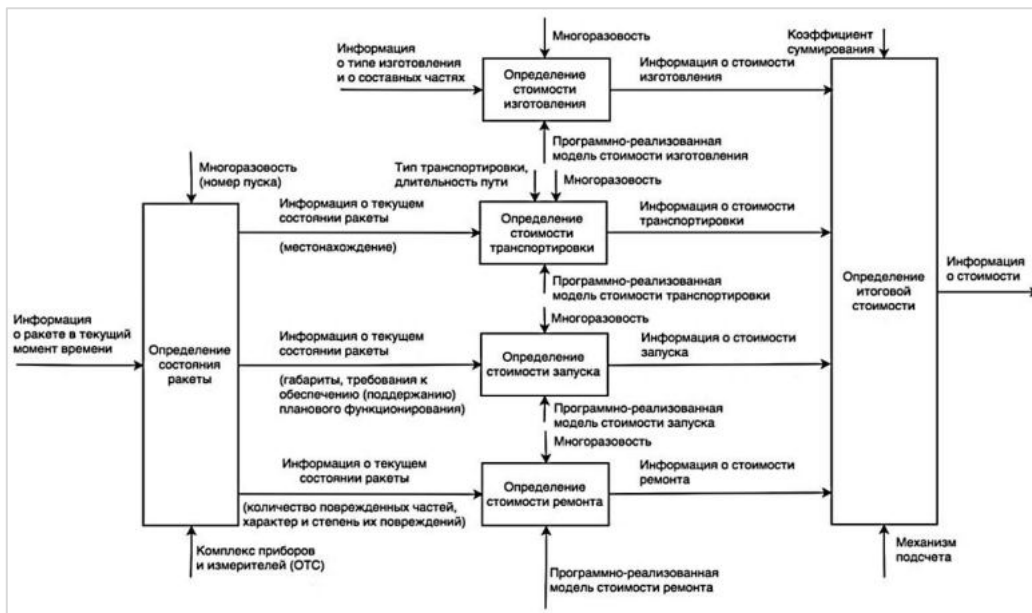 Коэффициент
суммирования
Многоразовость
Информация
о типе изготовления
и о составных частях
Определение
стоимости
изготовления
Информация о стоимости
изготовления
Программно-реализованная
модель стоимости изготовления
Многоразовость
(номер пуска)
Тип транспортировки,
длительность пути
Многоразовость
Информация о текущем
состоянии ракеты
(местонахождение)
Определение
стоимости
транспортировки
Информация о стоимости
транспортировки
Программно-реализованная
модель стоимости транспортировки
Определение
итоговой
стоимости
Информация
о стоимости
Информация
о ракете в текущий
момент времени
Определение
состояния
ракеты
Многоразовость
Информация о текущем
состоянии ракеты
(габариты, требования к
обеспечению (поддержанию)
планового функционирования)
Определение
стоимости запуска
Информация о стоимости
запуска
Программно-реализованная
модель стоимости запуска
Многоразовость
Информация о текущем
состоянии ракеты
(количество поврежденных частей,
характер и степень их повреждений)
Определение
стоимости ремонта
Информация о стоимости
ремонта
Комплекс приборов
и измерителей (ОТС)
Программно-реализованная
модель стоимости ремонта
Механизм
подсчета